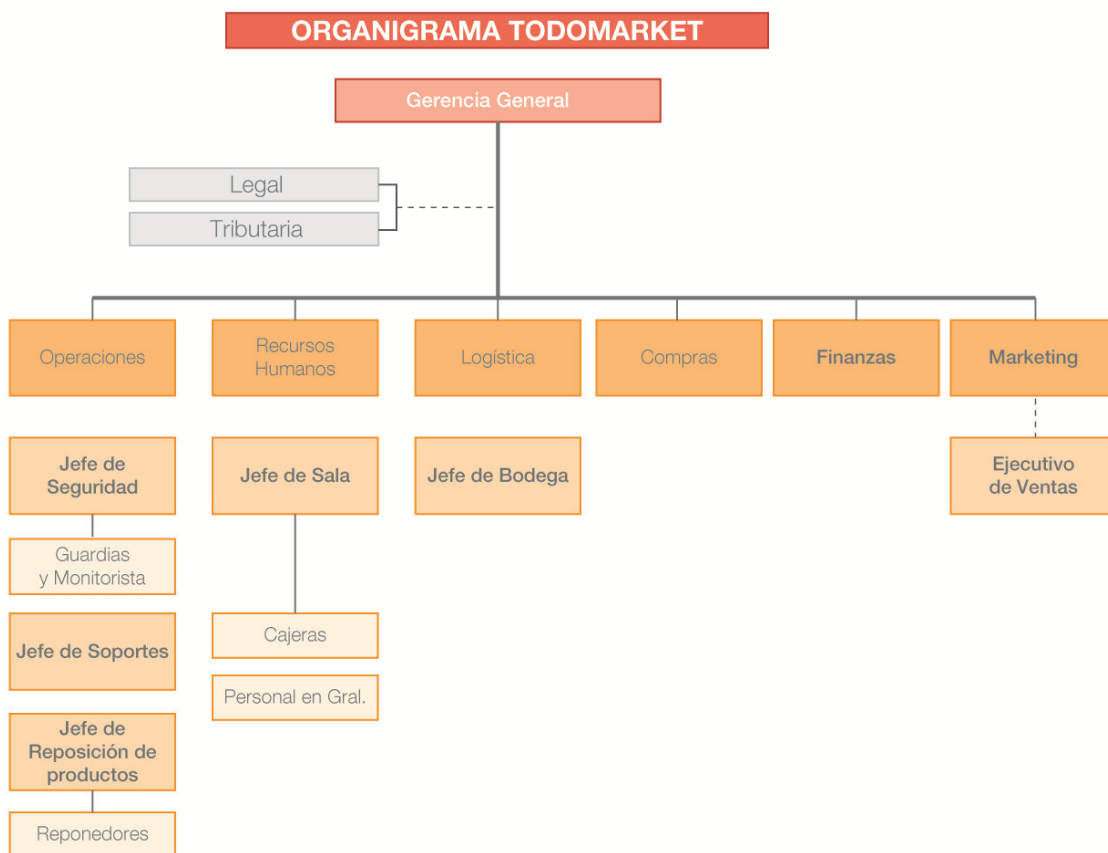 ORGANIGRAMA TODOMARKET
Gerencia General
Legal
Tributaria
Operaciones
Recursos
Humanos
Logística
Compras
Finanzas
Marketing
Jefe de
Seguridad
Jefe de Sala
Jefe de Bodega
Ejecutivo
de Ventas
Guardias
y Monitorista
Jefe de Soportes
Cajeras
Personal en Gral.
Jefe de
Reposición de
productos
Reponedores